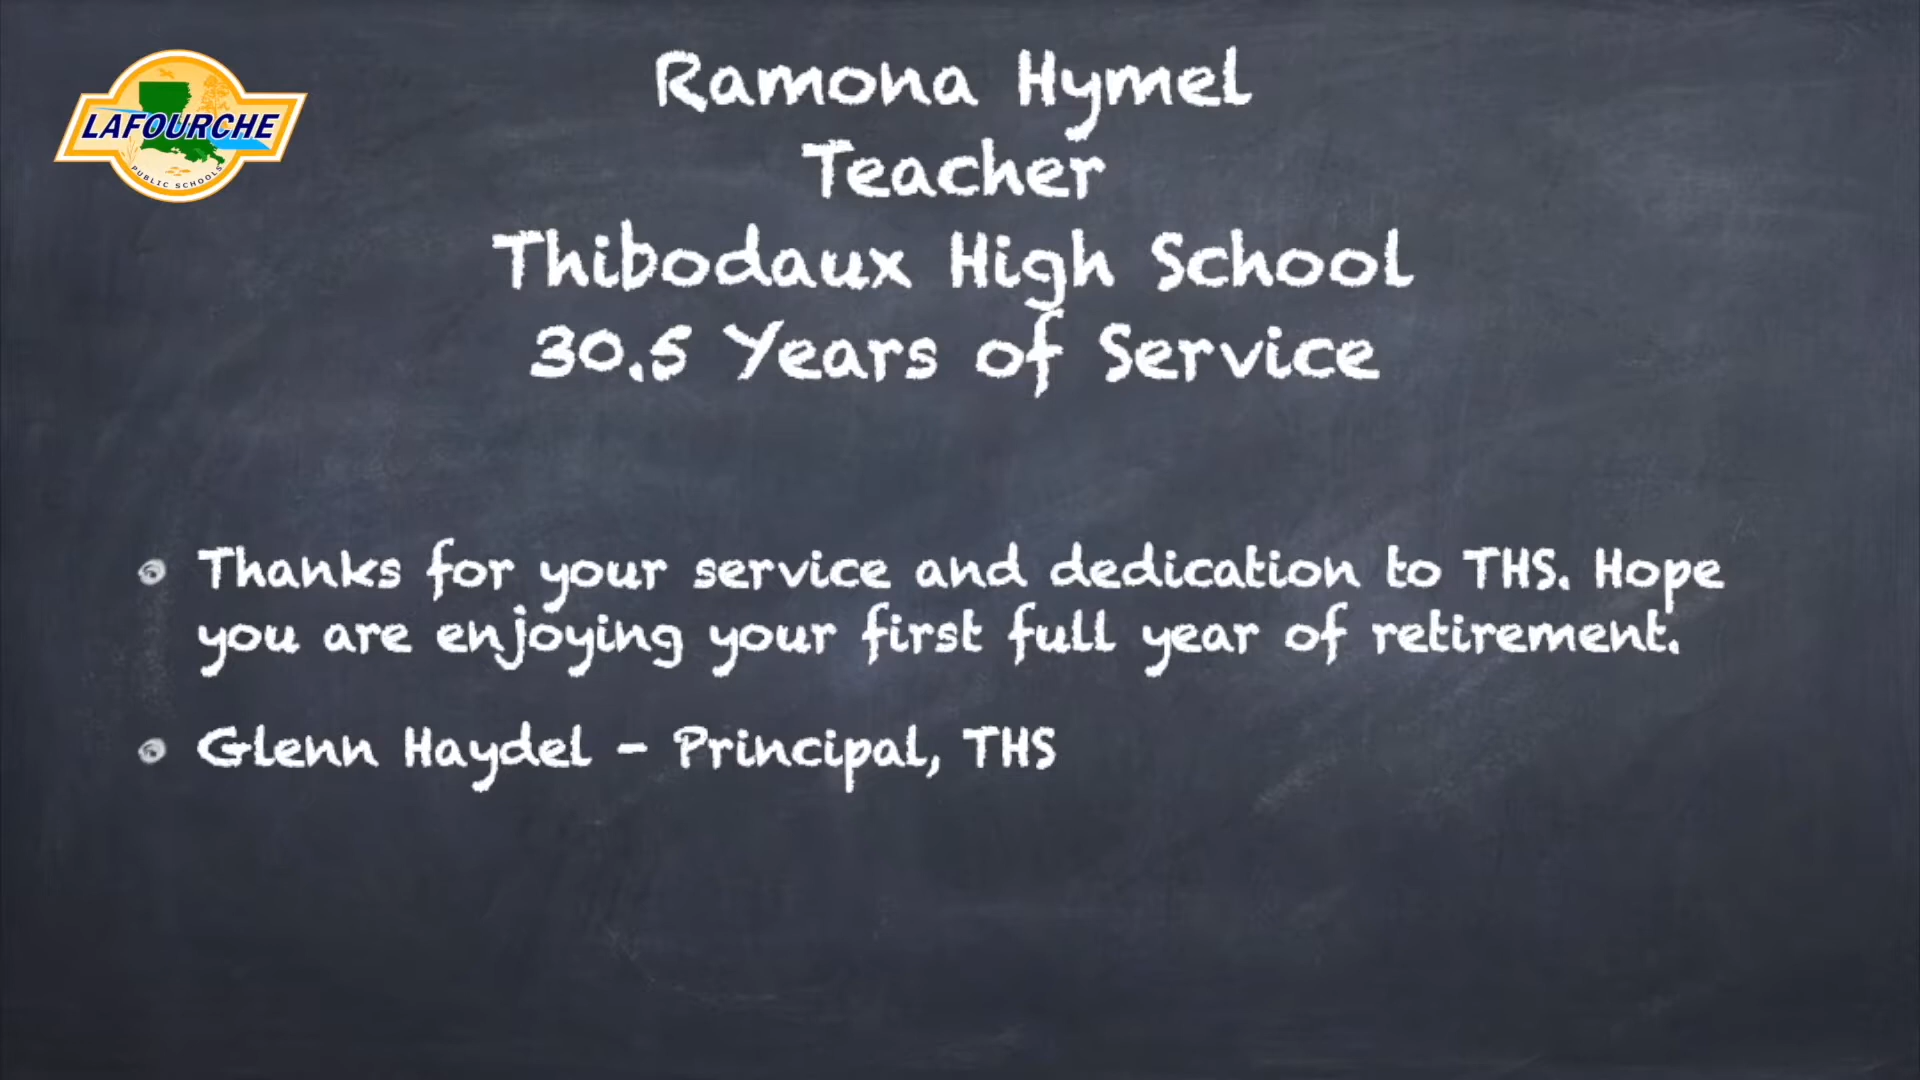 LAFOURCHE
PUBLIC SCHOOLS
Ramona Hymel
Teacher
Thibodaux High School
30.5 Years of Service
Thanks for your service and dedication to THS. Hope
you are enjoying your first full year of retirement.
Glenn Haydel - Principal, THS